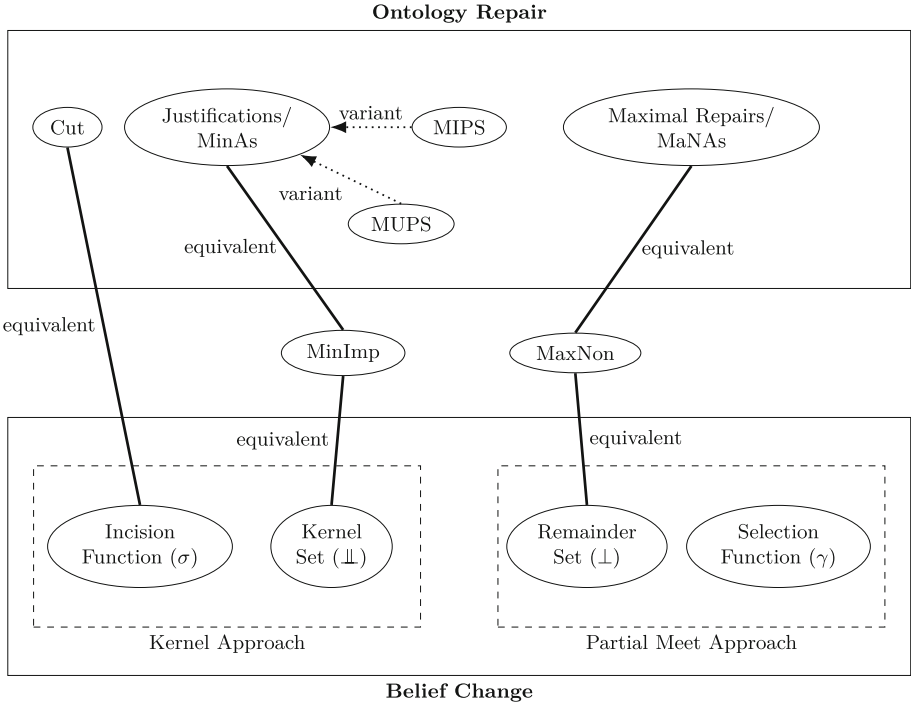 Ontology Repair
Cut
Justifications/
MinAs
variant
MIPS
Maximal Repairs/
MaNAs
variant
MUPS
equivalent
equivalent
equivalent
MinImp
MaxNon
equivalent
equivalent
Incision
Function (σ)
Kernel
Set (⫫)
Remainder
Set (⊥)
Selection
Function (γ)
Kernel Approach
Partial Meet Approach
Belief Change